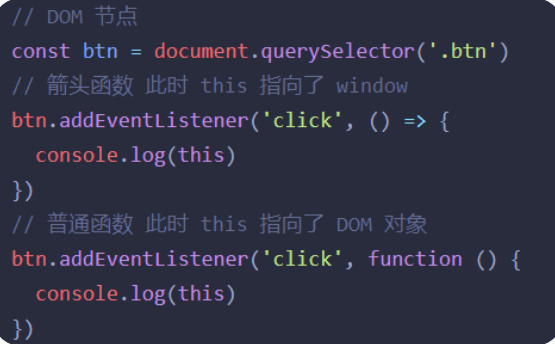 // DOM 节点
const btn = document.querySelector('.btn')
// 箭头函数 此时 this 指向了 window
btn.addEventListener('click', () => {
  console.log(this)
})
// 普通函数 此时 this 指向了 DOM 对象
btn.addEventListener('click', function () {
  console.log(this)
})